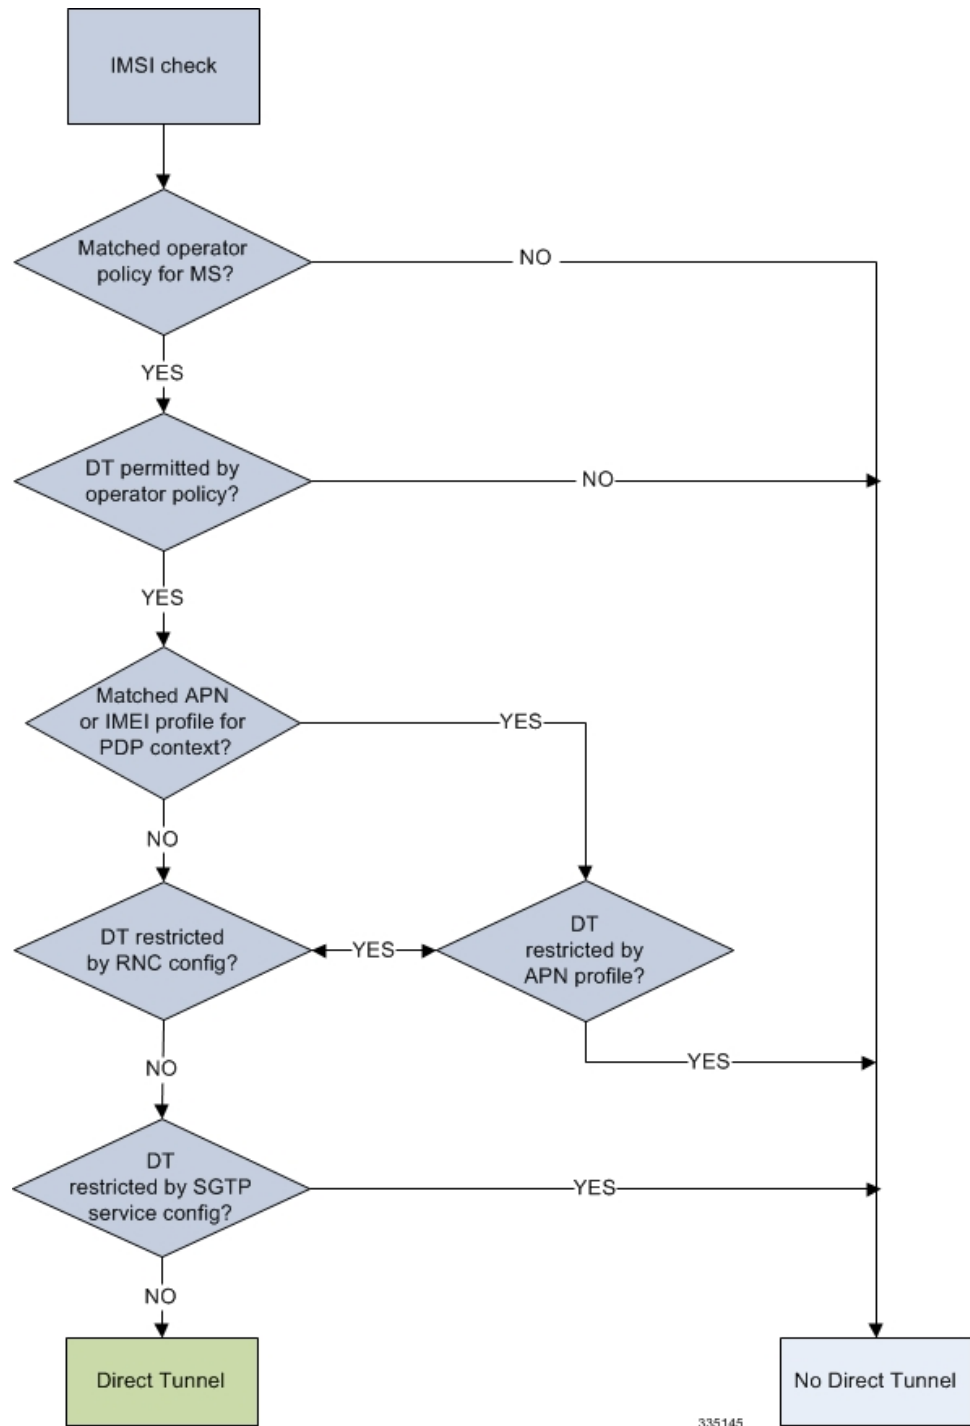 IMSI check
Matched operator
policy for MS?
NO
YES
DT permitted by
operator policy?
NO
YES
Matched APN
or IMEI profile for
PDP context?
YES
NO
DT restricted
by RNC config?
YES
DT
restricted by
APN profile?
YES
NO
DT
restricted by SGTP
service config?
YES
NO
Direct Tunnel
No Direct Tunnel
335145